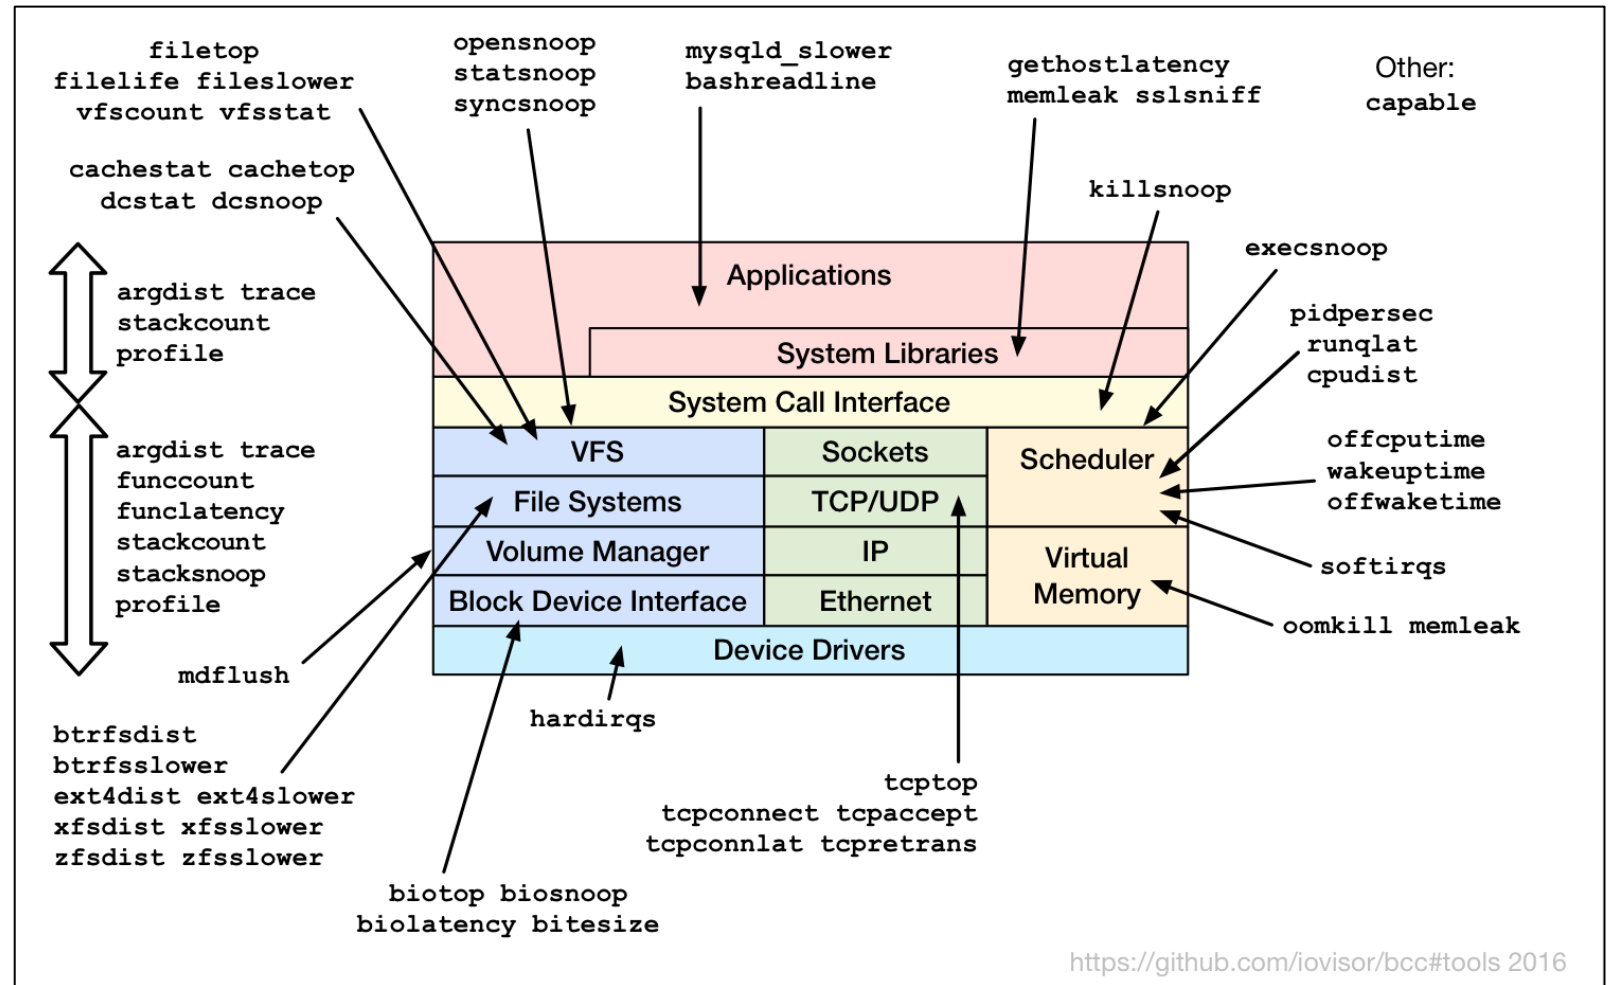 filetop
filelife fileslower
vfscount vfsstat
opensnoop
statsnoop
syncsnoop
mysqld_slower
bashreadline
gethostlatency
memleak sslsniff
Other:
capable
cachestat cachetop
dcstat dcsnoop
killsnoop
execsnoop
argdist trace
stackcount
profile
Applications
System Libraries
System Call Interface
pidpersec
runqlat
cpudist
argdist trace
funccount
funclatency
stackcount
stacksnoop
profile
VFS
File Systems
Volume Manager
Block Device Interface
Sockets
TCP/UDP
IP
Ethernet
Scheduler
Virtual
Memory
Device Drivers
offcputime
wakeuptime
offwaketime
softirqs
oomkill memleak
mdflush
hardirqs
btrfsdist
btrfsslower
ext4dist ext4slower
xfsdist xfsslower
zfsdist zfsslower
tcptop
tcpconnect tcpaccept
tcpconnlat tcpretrans
biotop biosnoop
biolatency bitesize
https://github.com/iovisor/bcc#tools 2016